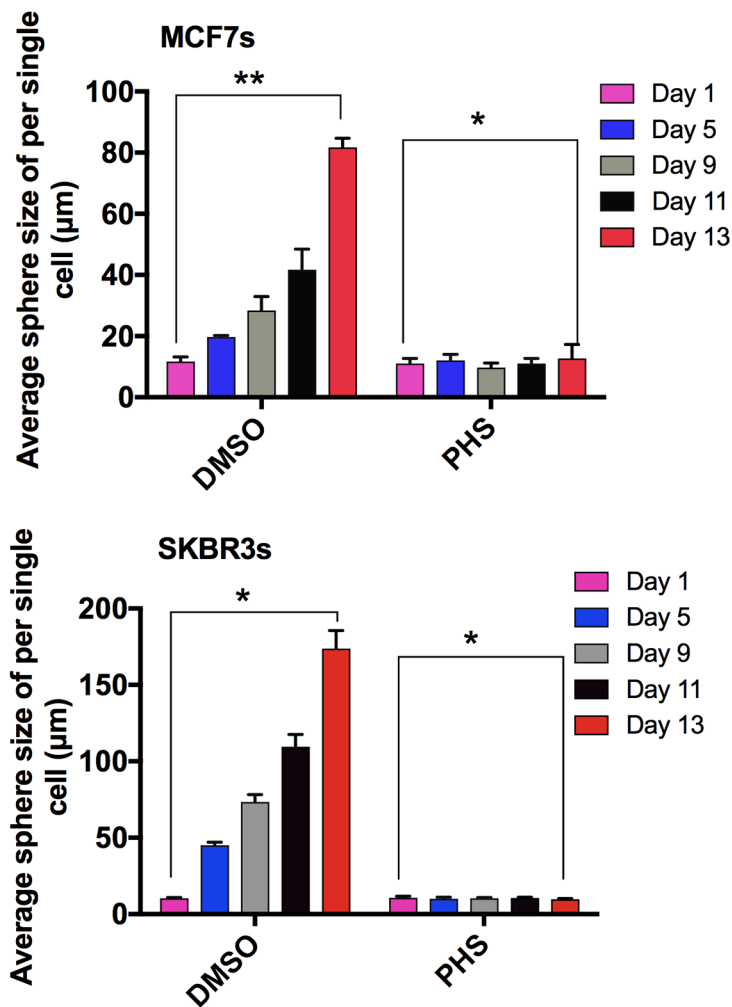 MCF7s
Average sphere size of per single
cell (µm)
100
80
60
40
20
0
**
*
DMSO
PHS
Day 1
Day 5
Day 9
Day 11
Day 13
SKBR3s
Average sphere size of per single
cell (µm)
200
150
100
50
0
*
*
DMSO
PHS
Day 1
Day 5
Day 9
Day 11
Day 13